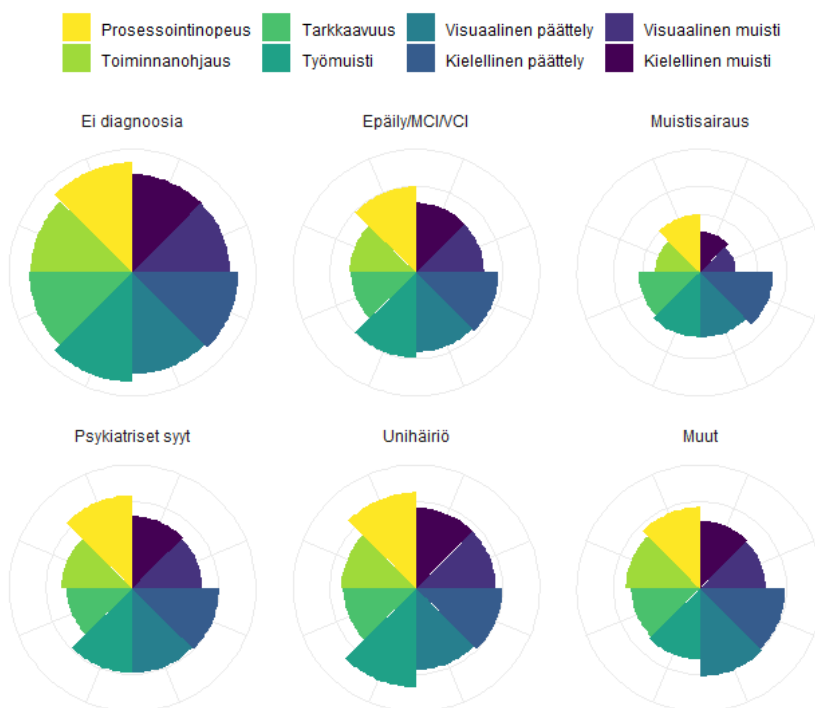 Prosessointinopeus Tarkkaavuus Visuaalinen päättely Visuaalinen muisti
Toiminnanohjaus Työmuisti Kielellinen päättely Kielellinen muisti
Ei diagnoosia Epäily/MCI/VCI Muistisairaus
Psykiatriset syyt Unihäiriö Muut